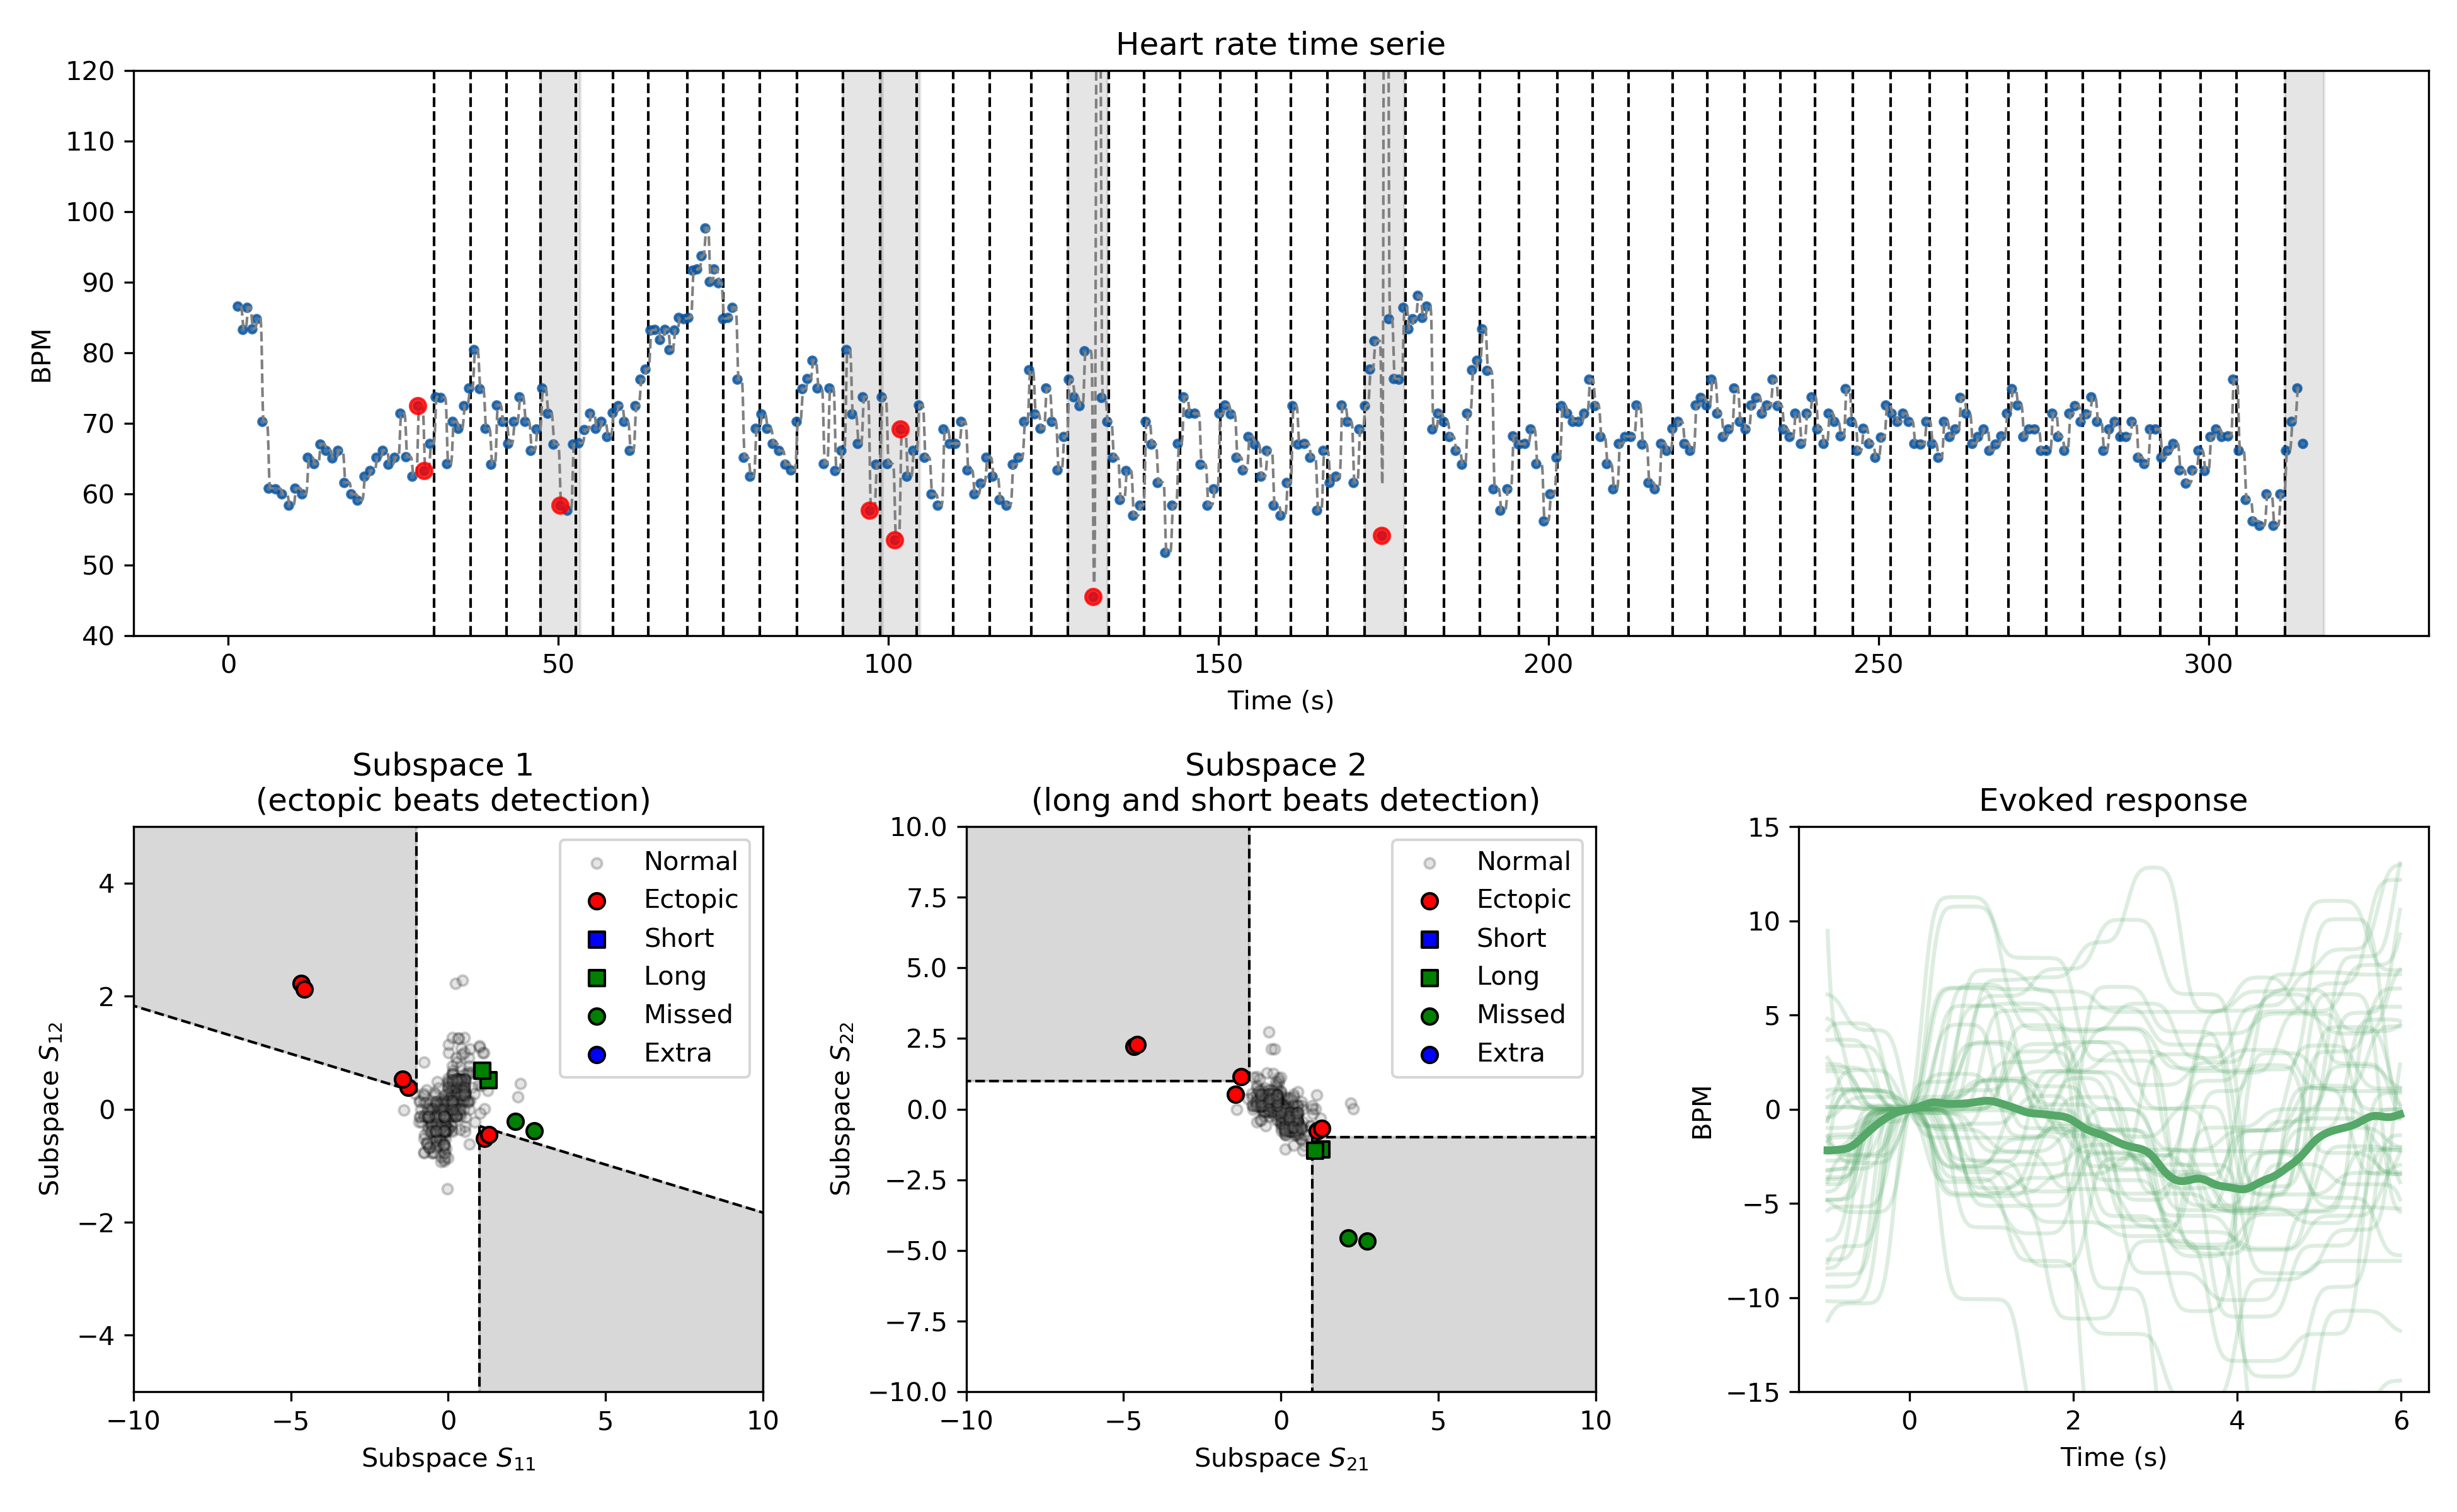 Heart rate time serie
120
110
100
90
80
70
60
50
40
BPM
0 50 100 150 200 250 300
Time (s)
Subspace 1
(ectopic beats detection)
4
2
0
−2
−4
Subspace S₁₂
Normal
Ectopic
Short
Long
Missed
Extra
−10 −5 0 5 10
Subspace S₁₁
Subspace 2
(long and short beats detection)
10.0
7.5
5.0
2.5
0.0
−2.5
−5.0
−7.5
−10.0
Subspace S₂₂
Normal
Ectopic
Short
Long
Missed
Extra
−10 −5 0 5 10
Subspace S₂₁
Evoked response
15
10
5
0
−5
−10
−15
BPM
0 2 4 6
Time (s)